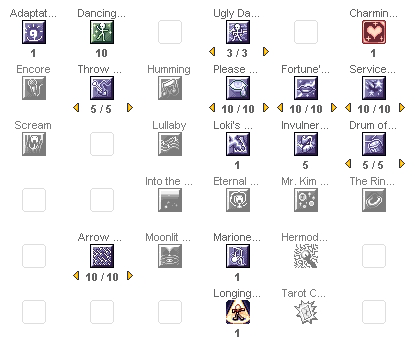 Adaptat... Dancing... Ugly Da... Charmin...
1 10 3 / 3 1
Encore Throw ... Humming Please ... Fortune'... Service...
5 / 5 10 / 10 10 / 10 10 / 10
Scream Lullaby Loki's ... Invulner... Drum of...
1 5 5 / 5
Into the ... Eternal ... Mr. Kim ... The Rin...
Arrow ... Moonlit ... Marione... Hermod...
10 / 10 1
Longing... Tarot C...
1